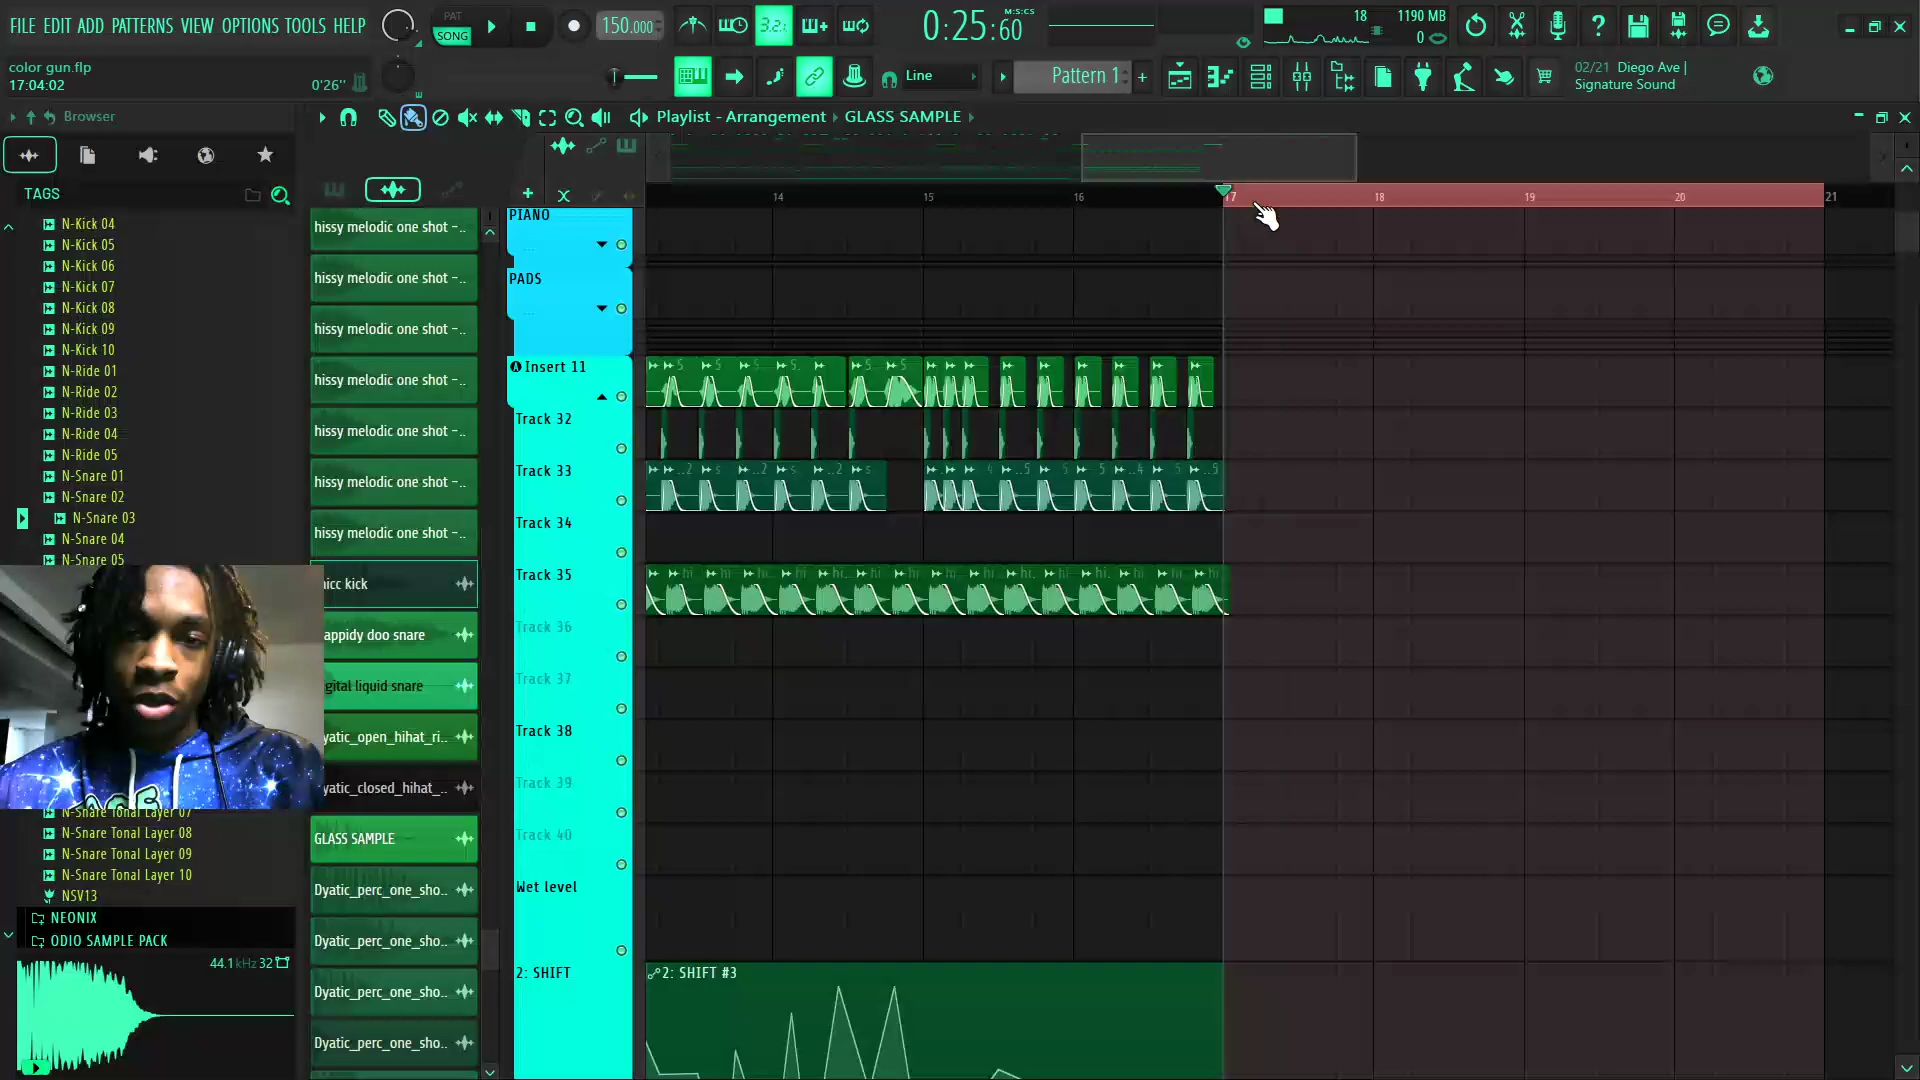 FILE EDIT ADD PATTERNS VIEW OPTIONS TOOLS HELP
PAT
SONG
150.000
3.2.1
0:25:60
M:S:CS
18
1190 MB
0
color gun.flp
17:04:02
0'26"
Line
Pattern 1
02/21 Diego Ave |
Signature Sound
Browser
Playlist - Arrangement
GLASS SAMPLE
TAGS
N-Kick 04
N-Kick 05
N-Kick 06
N-Kick 07
N-Kick 08
N-Kick 09
N-Kick 10
N-Ride 01
N-Ride 02
N-Ride 03
N-Ride 04
N-Ride 05
N-Snare 01
N-Snare 02
N-Snare 03
N-Snare 04
N-Snare 05
N-Snare Tonal Layer 07
N-Snare Tonal Layer 08
N-Snare Tonal Layer 09
N-Snare Tonal Layer 10
NSV13
NEONIX
ODIO SAMPLE PACK
44.1kHz 32
hissy melodic one shot -..
hissy melodic one shot -..
hissy melodic one shot -..
hissy melodic one shot -..
hissy melodic one shot -..
hissy melodic one shot -..
hissy melodic one shot -..
icc kick
appidy doo snare
gital liquid snare
yatic_open_hihat_ri..
yatic_closed_hihat_..
GLASS SAMPLE
Dyatic_perc_one_sho..
Dyatic_perc_one_sho..
Dyatic_perc_one_sho..
Dyatic_perc_one_sho..
14
15
16
17
18
19
20
21
PIANO
PADS
Insert 11
Track 32
Track 33
Track 34
Track 35
Track 36
Track 37
Track 38
Track 39
Track 40
Wet level
2: SHIFT
2: SHIFT #3